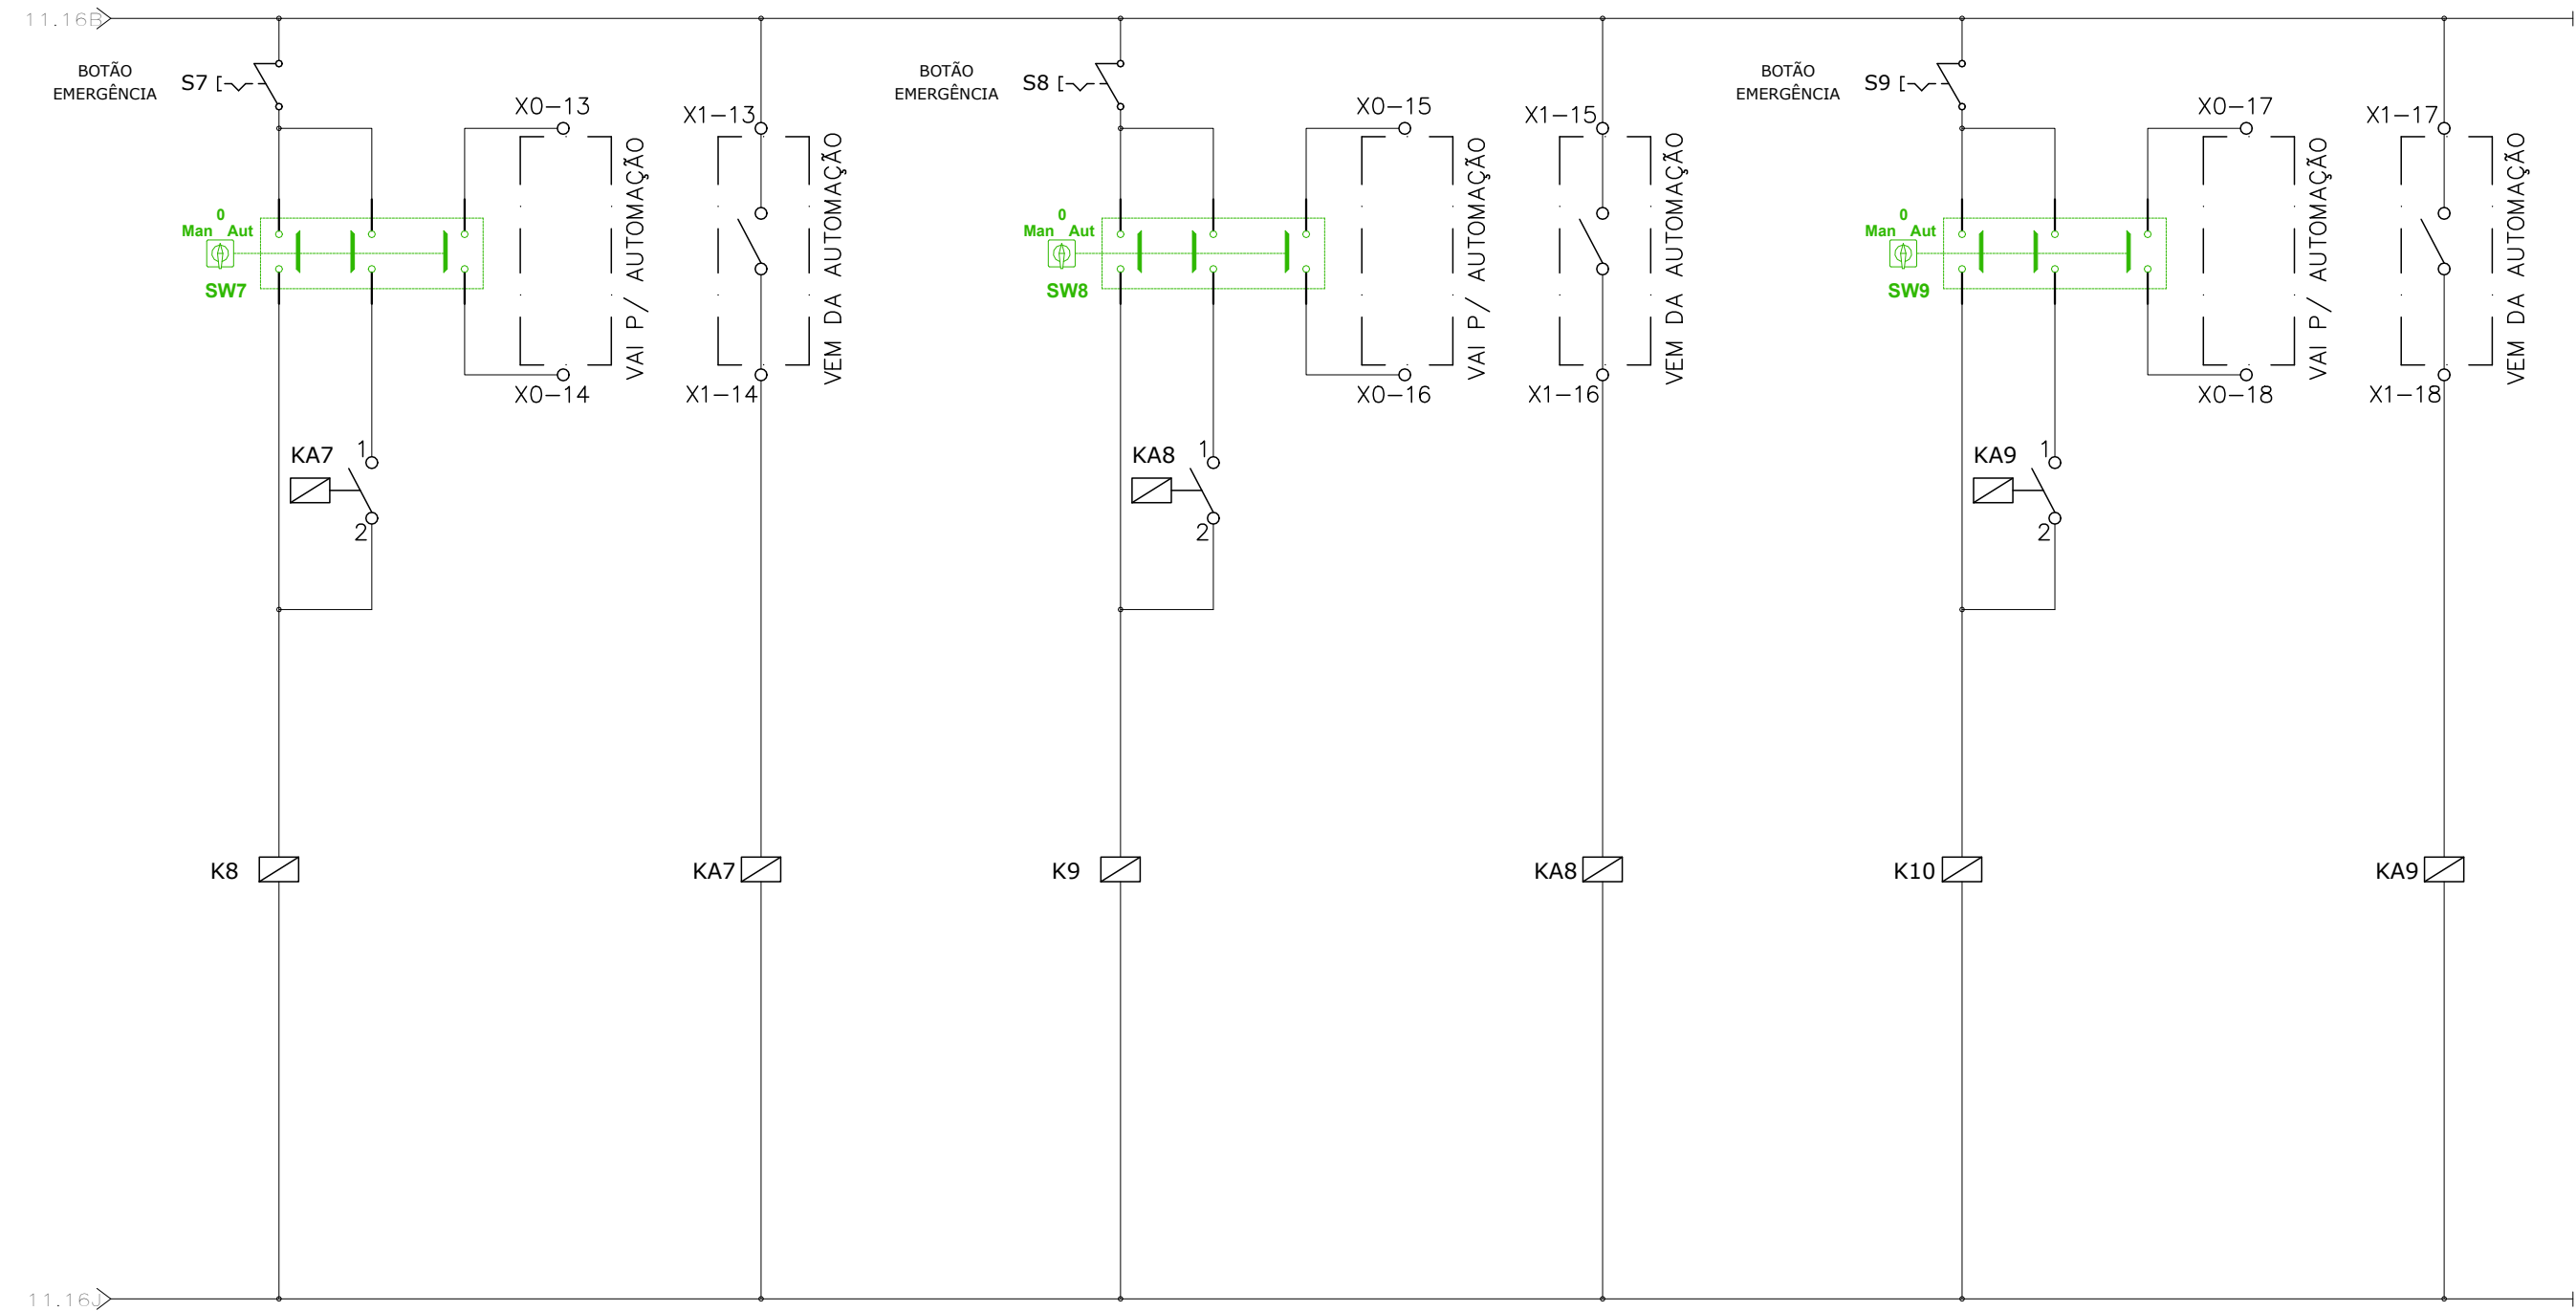 11.16B
BOTÃO
EMERGÊNCIA
S7
X0-13
X1-13
VAI P/ AUTOMAÇÃO
VEM DA AUTOMAÇÃO
0
Man Aut
SW7
X0-14
X1-14
KA7
1
2
K8
KA7
BOTÃO
EMERGÊNCIA
S8
X0-15
X1-15
VAI P/ AUTOMAÇÃO
VEM DA AUTOMAÇÃO
0
Man Aut
SW8
X0-16
X1-16
KA8
1
2
K9
KA8
BOTÃO
EMERGÊNCIA
S9
X0-17
X1-17
VAI P/ AUTOMAÇÃO
VEM DA AUTOMAÇÃO
0
Man Aut
SW9
X0-18
X1-18
KA9
1
2
K10
KA9
11.16J